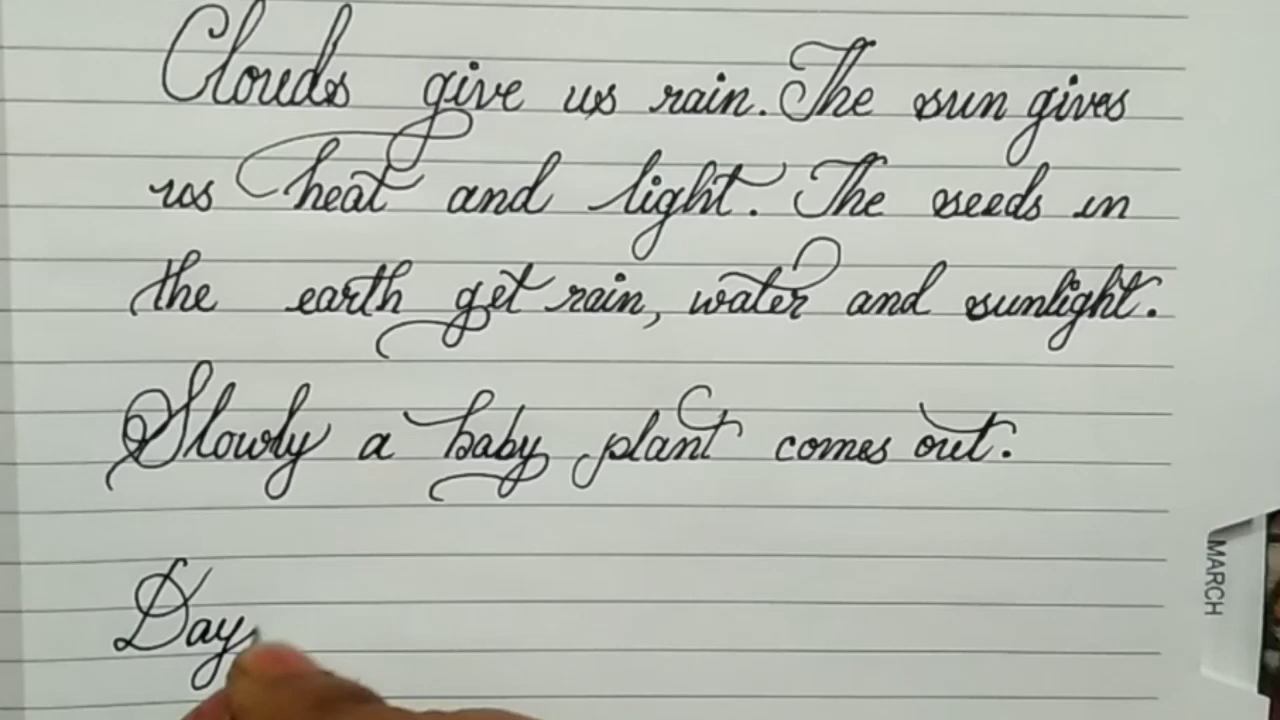 Clouds give us rain. The sun gives
us heat and light. The seeds in
the earth get rain, water and sunlight.
Slowly a baby plant comes out.
Day
MARCH